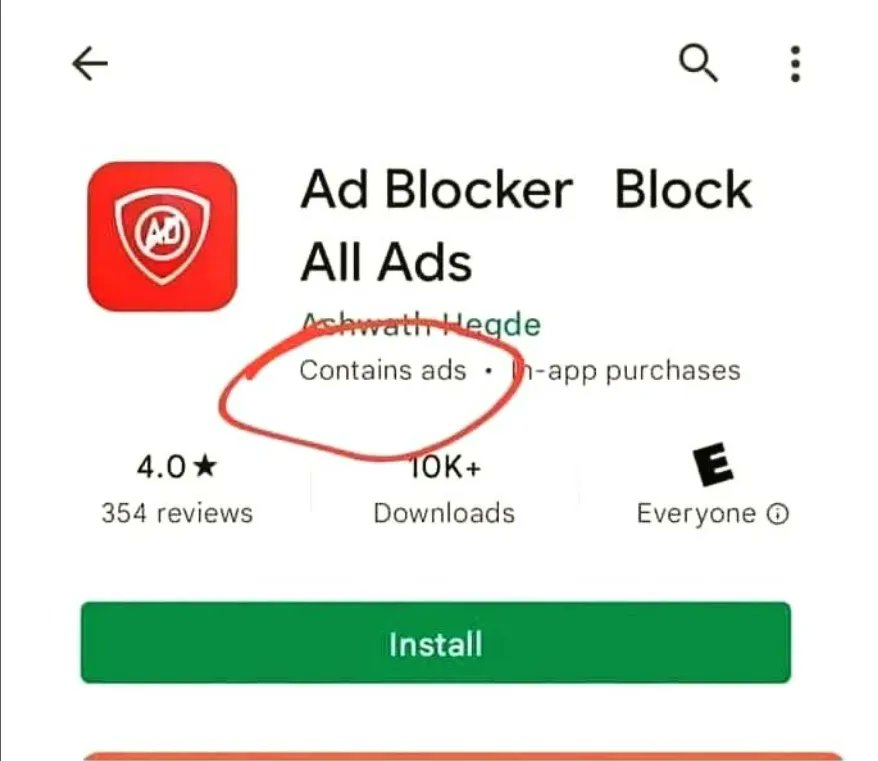 AD
Ad Blocker Block
All Ads
Ashwath Hegde
Contains ads • In-app purchases
4.0★ 10K+ E
354 reviews Downloads Everyone
Install